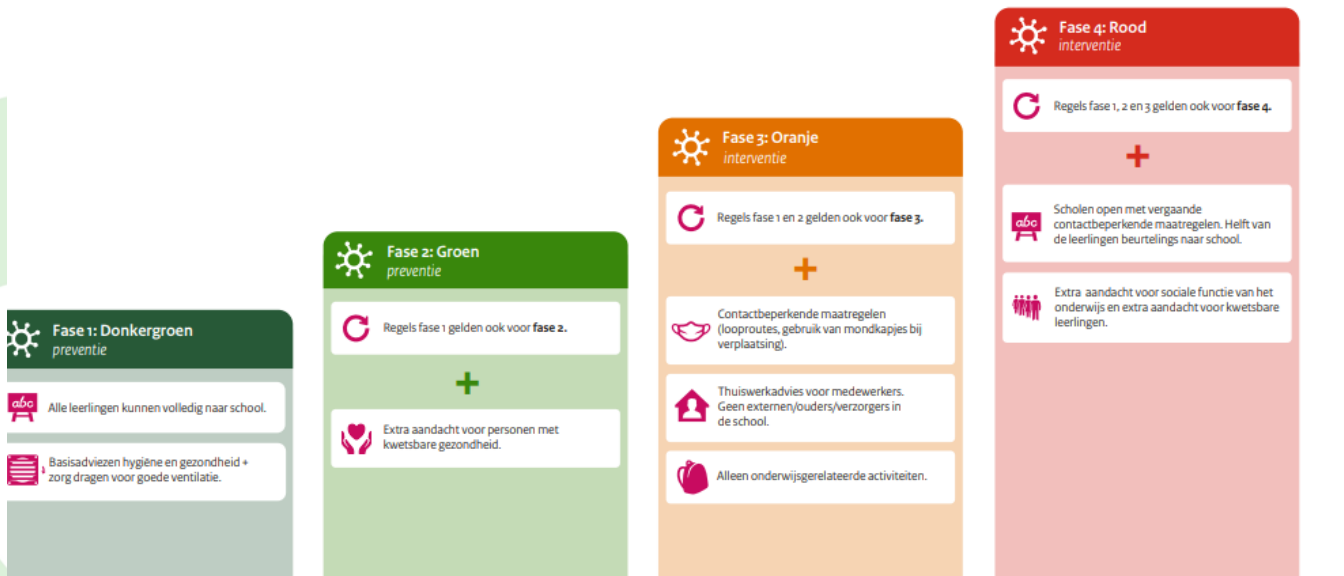 Fase 1: Donkergroen
preventie
abc
Alle leerlingen kunnen volledig naar school.
Basisadviezen hygiëne en gezondheid +
zorg dragen voor goede ventilatie.
Fase 2: Groen
preventie
Regels fase 1 gelden ook voor fase 2.
+
Extra aandacht voor personen met
kwetsbare gezondheid.
Fase 3: Oranje
interventie
Regels fase 1 en 2 gelden ook voor fase 3.
+
Contactbeperkende maatregelen
(looproutes, gebruik van mondkapjes bij
verplaatsing).
Thuiswerkadvies voor medewerkers.
Geen externen/ouders/verzorgers in
de school.
Alleen onderwijsgerelateerde activiteiten.
Fase 4: Rood
interventie
Regels fase 1, 2 en 3 gelden ook voor fase 4.
+
abc
Scholen open met vergaande
contactbeperkende maatregelen. Helft van
de leerlingen beurtelings naar school.
Extra aandacht voor sociale functie van het
onderwijs en extra aandacht voor kwetsbare
leerlingen.